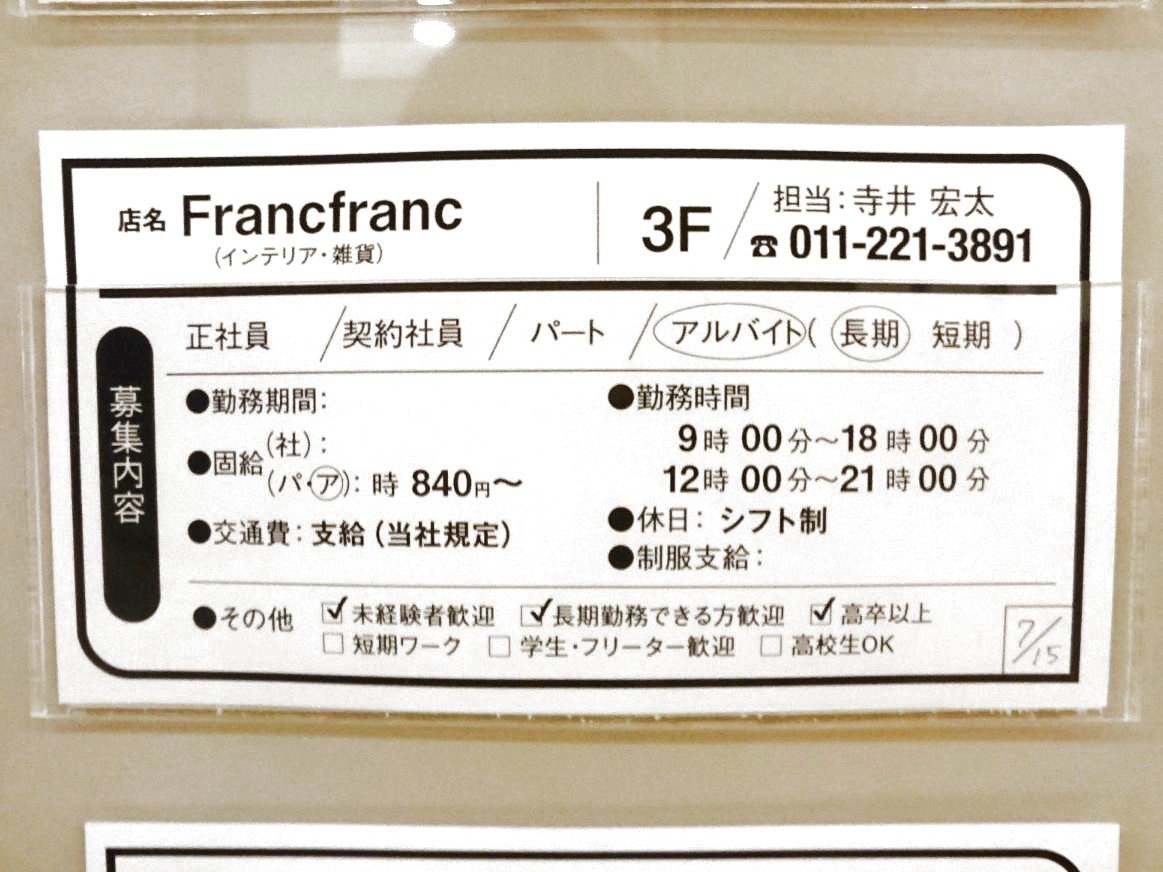 店名 Francfranc
(インテリア・雑貨)
3F
担当:寺井 宏太
☎ 011-221-3891
正社員 / 契約社員 / パート / アルバイト( 長期 短期 )
募集内容
●勤務期間:
●固給(社):
(パ・ア):時 840円〜
●交通費:支給(当社規定)
●勤務時間
9時 00分〜18時 00分
12時 00分〜21時 00分
●休日: シフト制
●制服支給:
●その他 ☑未経験者歓迎 ☑長期勤務できる方歓迎 ☑高卒以上
□短期ワーク □学生・フリーター歓迎 □高校生OK
7/15